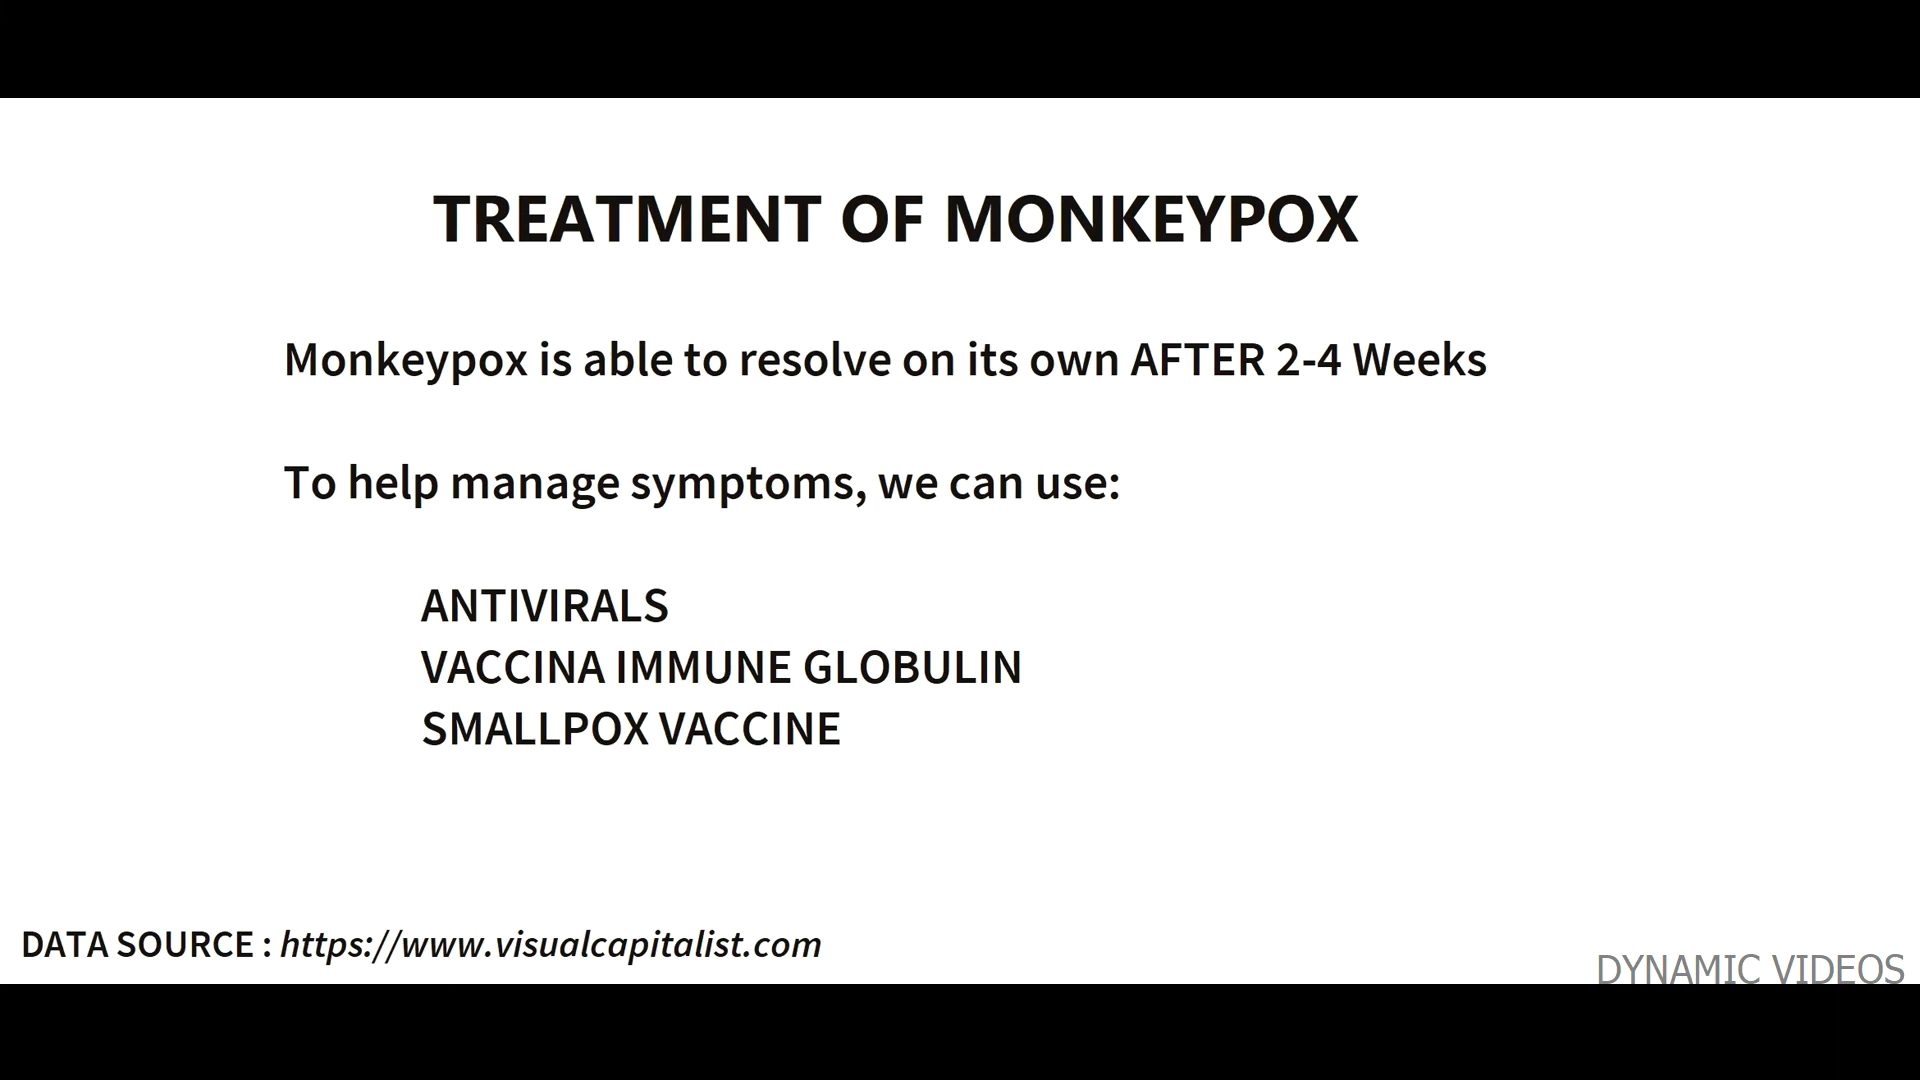 TREATMENT OF MONKEYPOX
Monkeypox is able to resolve on its own AFTER 2-4 Weeks
To help manage symptoms, we can use:
ANTIVIRALS
VACCINA IMMUNE GLOBULIN
SMALLPOX VACCINE
DATA SOURCE : https://www.visualcapitalist.com
DYNAMIC VIDEOS